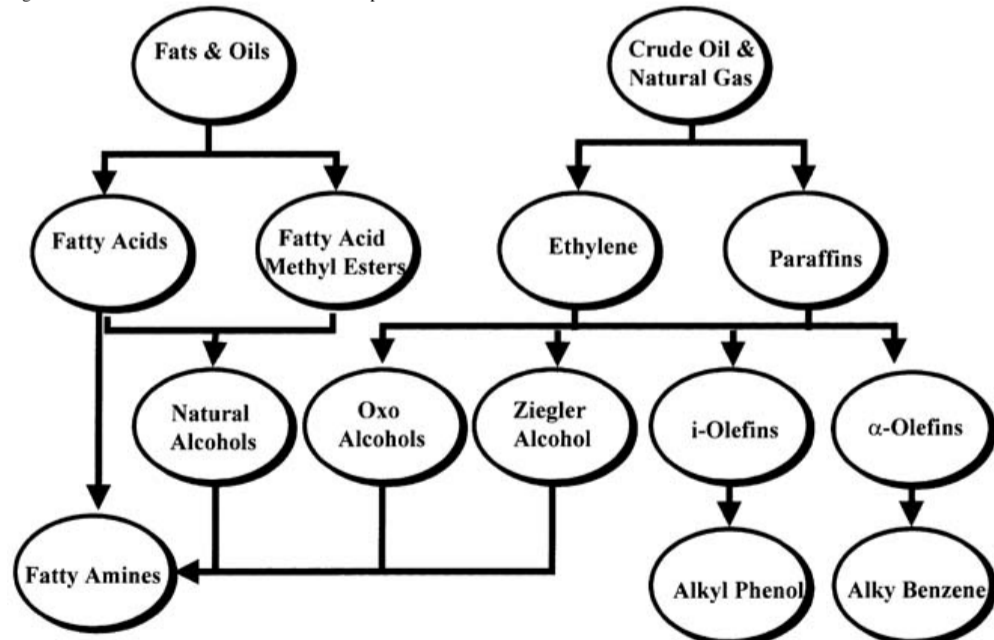 Fats & Oils
Crude Oil &
Natural Gas
Fatty Acids
Fatty Acid
Methyl Esters
Ethylene
Paraffins
Natural
Alcohols
Oxo
Alcohols
Ziegler
Alcohol
i-Olefins
α-Olefins
Fatty Amines
Alkyl Phenol
Alky Benzene